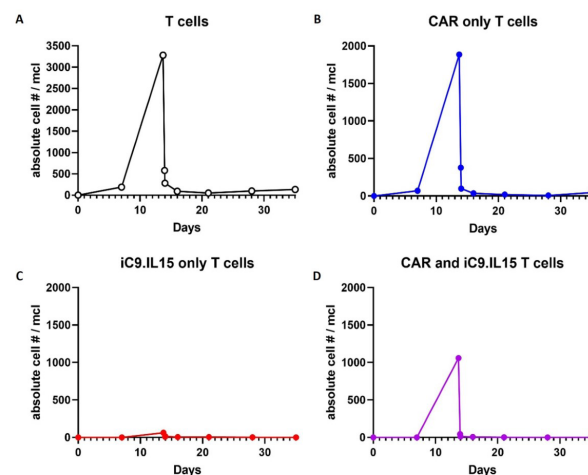 A
T cells
absolute cell # / mcl
3500
3000
2500
2000
1500
1000
500
0
0
10
20
30
Days
B
CAR only T cells
absolute cell # / mcl
2000
1500
1000
500
0
0
10
20
30
Days
C
iC9.IL15 only T cells
absolute cell # / mcl
2000
1500
1000
500
0
0
10
20
30
Days
D
CAR and iC9.IL15 T cells
absolute cell # / mcl
2000
1500
1000
500
0
0
10
20
30
Days